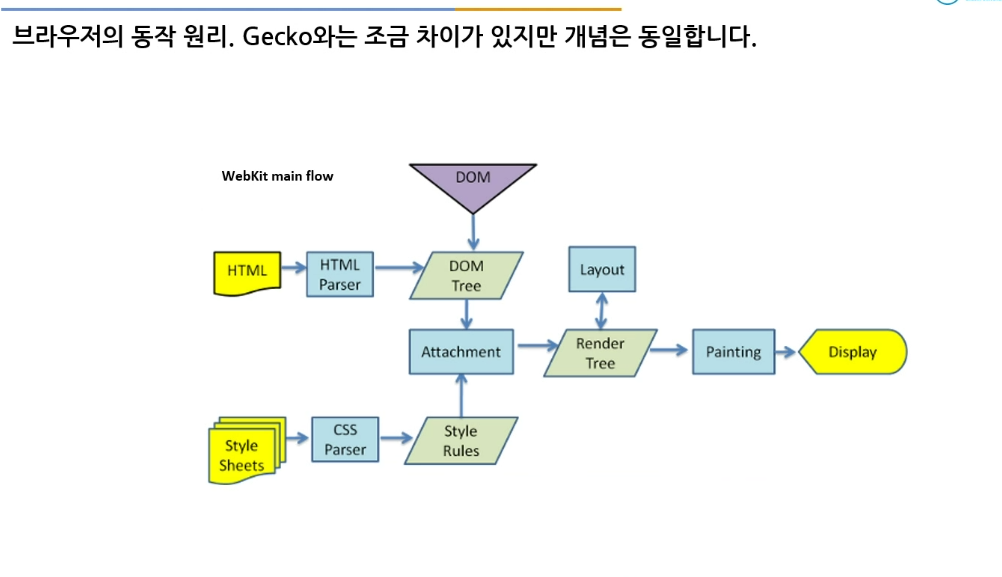 브라우저의 동작 원리. Gecko와는 조금 차이가 있지만 개념은 동일합니다.
WebKit main flow
DOM
HTML
HTML
Parser
DOM
Tree
Layout
Attachment
Render
Tree
Painting
Display
Style
Sheets
CSS
Parser
Style
Rules